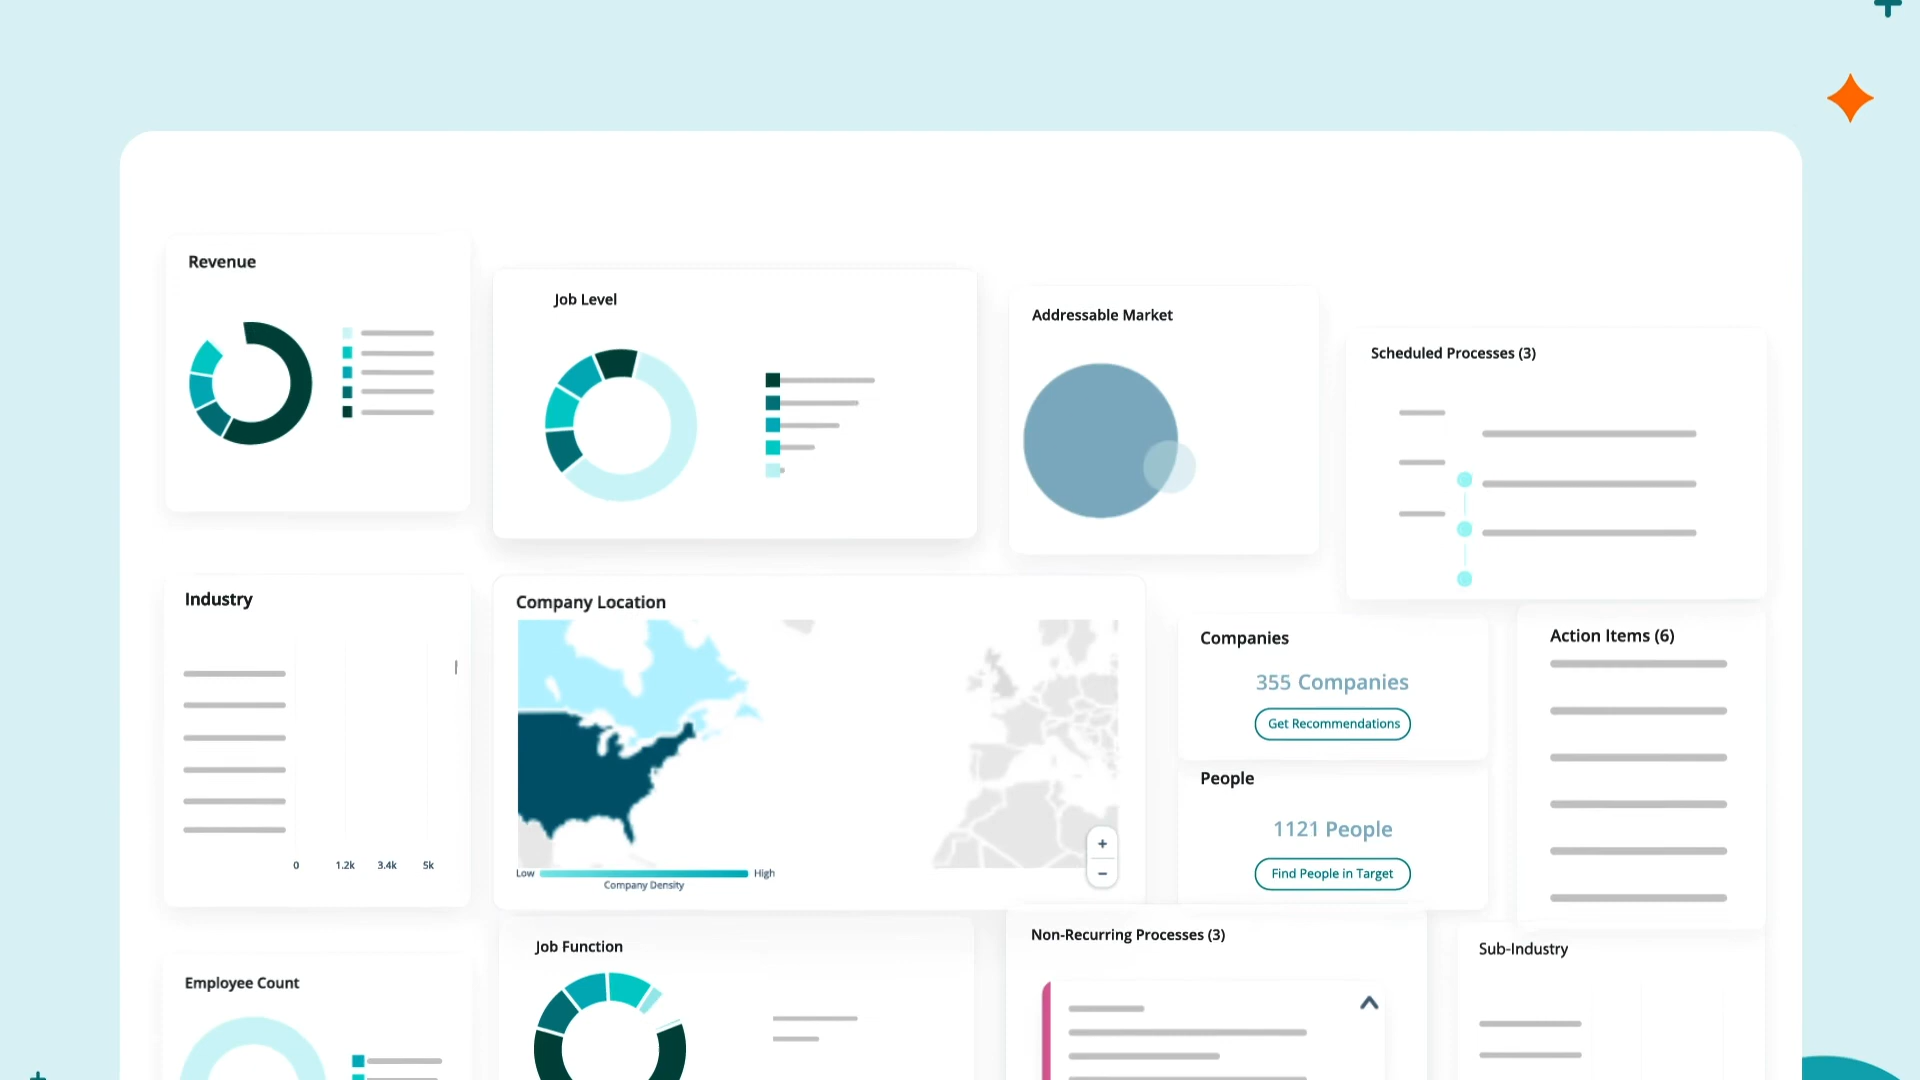 Revenue
Job Level
Addressable Market
Scheduled Processes (3)
Industry
0 1.2k 3.4k 5k
Company Location
+
−
Low High
Company Density
Companies
355 Companies
Get Recommendations
People
1121 People
Find People in Target
Action Items (6)
Employee Count
Job Function
Non-Recurring Processes (3)
Sub-Industry